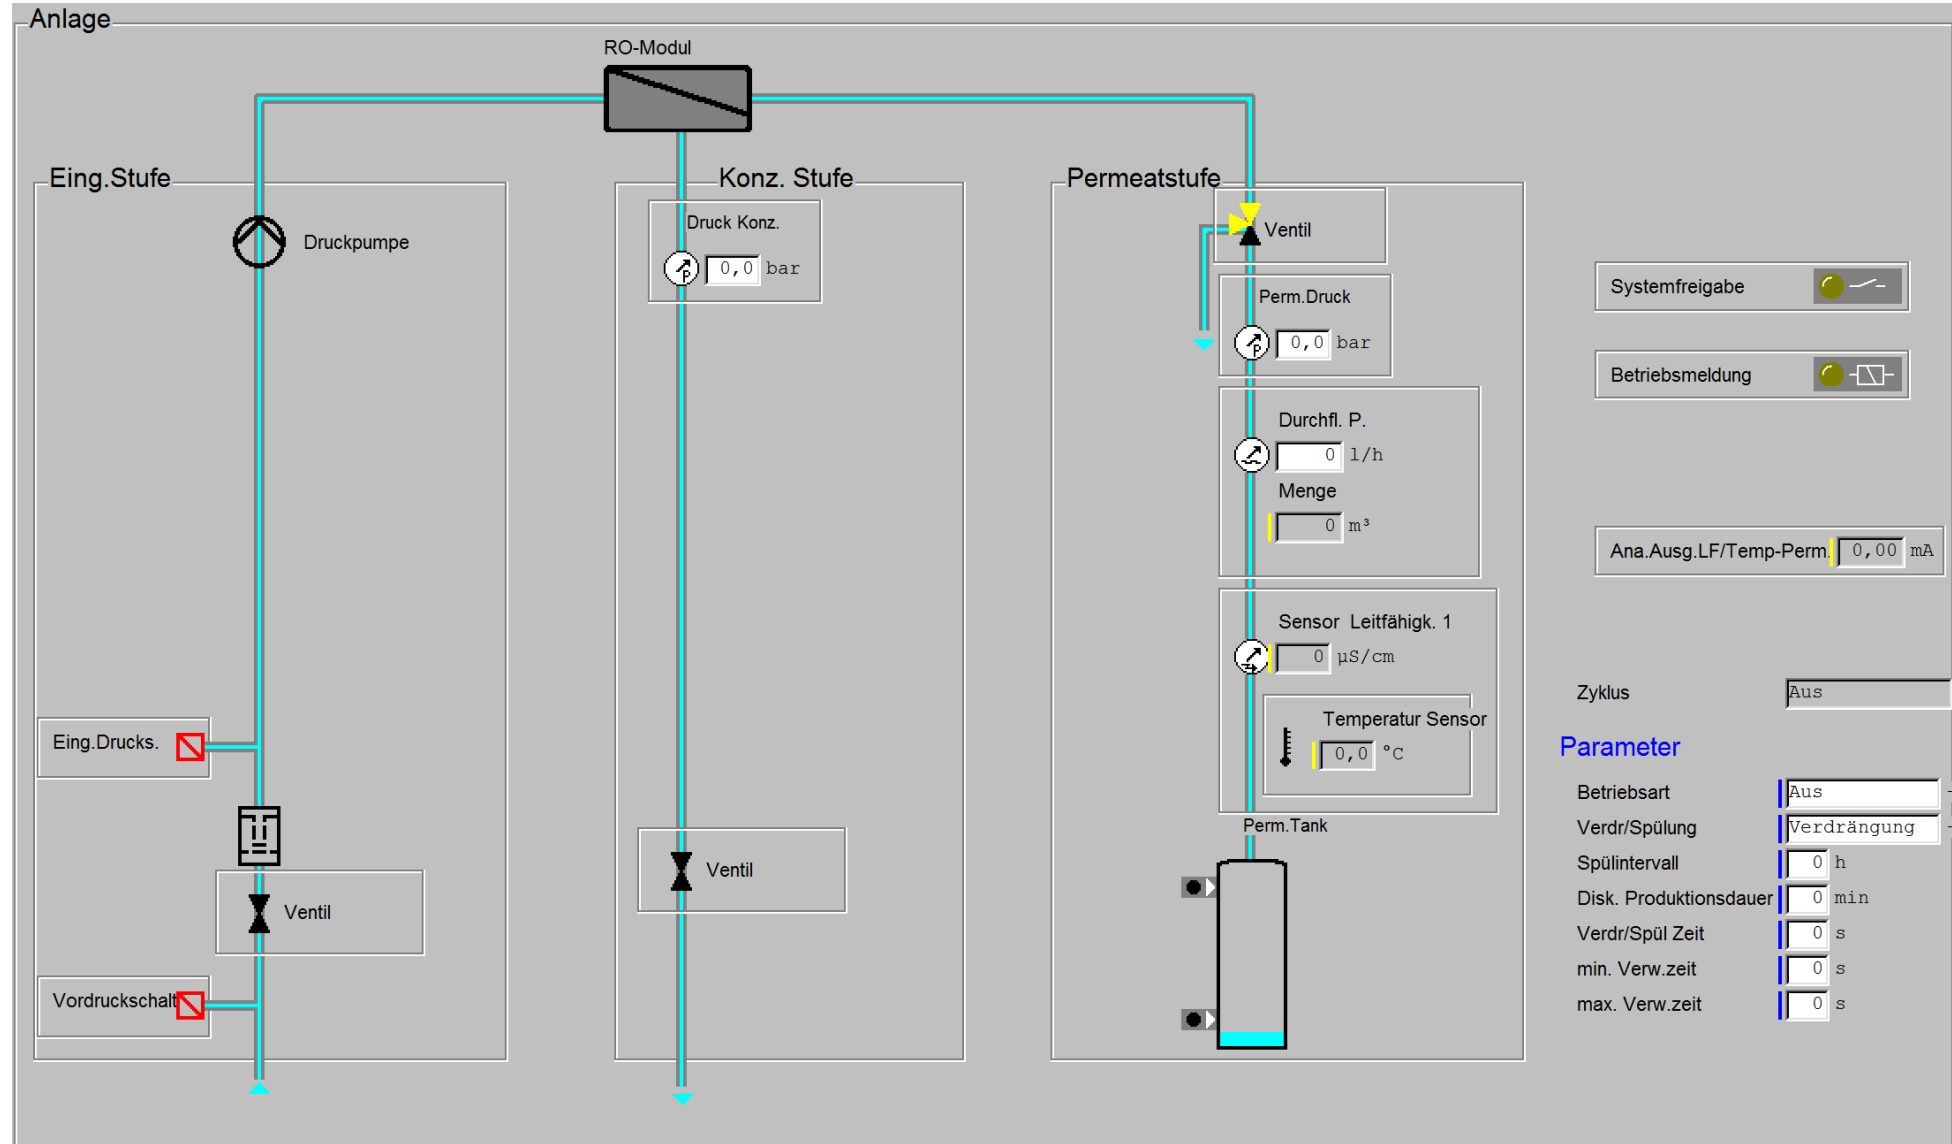 Anlage
RO-Modul
Eing.Stufe
Druckpumpe
Eing.Drucks.
Ventil
Vordruckschalt
Konz. Stufe
Druck Konz.
P 0,0 bar
Ventil
Permeatstufe
Ventil
Perm.Druck
P 0,0 bar
Durchfl. P.
0 l/h
Menge
0 m³
Sensor Leitfähigk. 1
0 µS/cm
Temperatur Sensor
0,0 °C
Perm.Tank
Systemfreigabe
Betriebsmeldung
Ana.Ausg.LF/Temp-Perm. 0,00 mA
Zyklus Aus
Parameter
Betriebsart Aus
Verdr/Spülung Verdrängung
Spülintervall 0 h
Disk. Produktionsdauer 0 min
Verdr/Spül Zeit 0 s
min. Verw.zeit 0 s
max. Verw.zeit 0 s